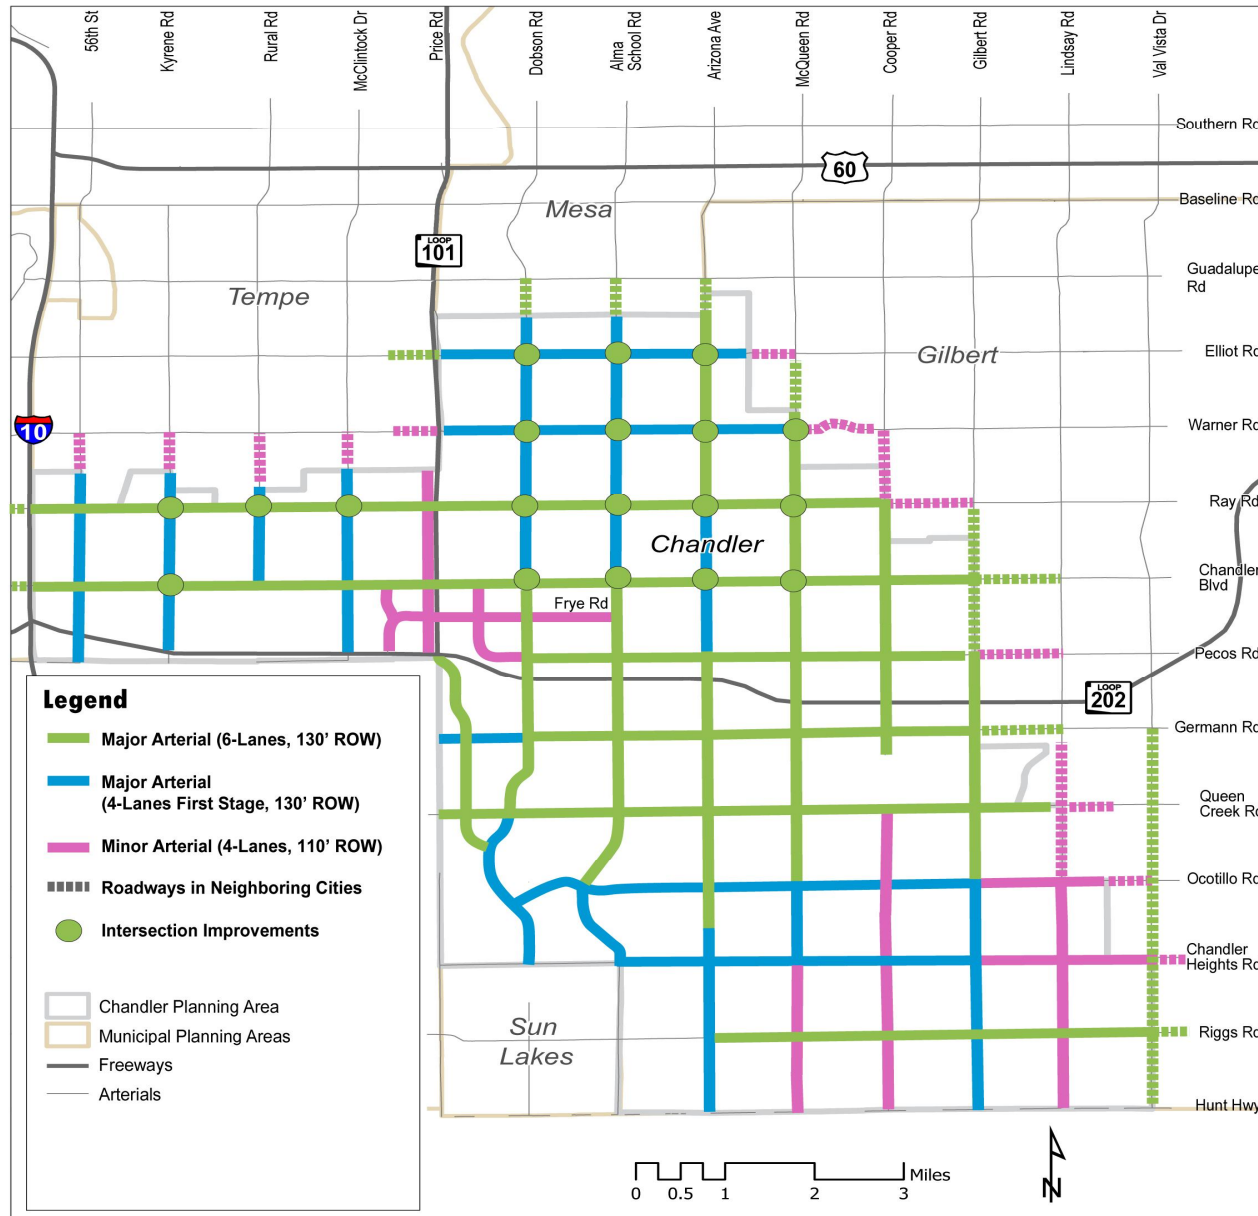 56th St
Kyrene Rd
Rural Rd
McClintock Dr
Price Rd
Dobson Rd
Alma
School Rd
Arizona Ave
McQueen Rd
Cooper Rd
Gilbert Rd
Lindsay Rd
Val Vista Dr
Southern Rd
60
Baseline Rd
Mesa
LOOP
101
Guadalupe
Rd
Tempe
Gilbert
Elliot Rd
10
Warner Rd
Ray Rd
Chandler
Chandler
Blvd
Frye Rd
Pecos Rd
LOOP
202
Germann Rd
Queen
Creek Rd
Ocotillo Rd
Chandler
Heights Rd
Sun
Lakes
Riggs Rd
Hunt Hwy
Legend
Major Arterial (6-Lanes, 130' ROW)
Major Arterial
(4-Lanes First Stage, 130' ROW)
Minor Arterial (4-Lanes, 110' ROW)
Roadways in Neighboring Cities
Intersection Improvements
Chandler Planning Area
Municipal Planning Areas
Freeways
Arterials
Miles
0 0.5 1 2 3
N